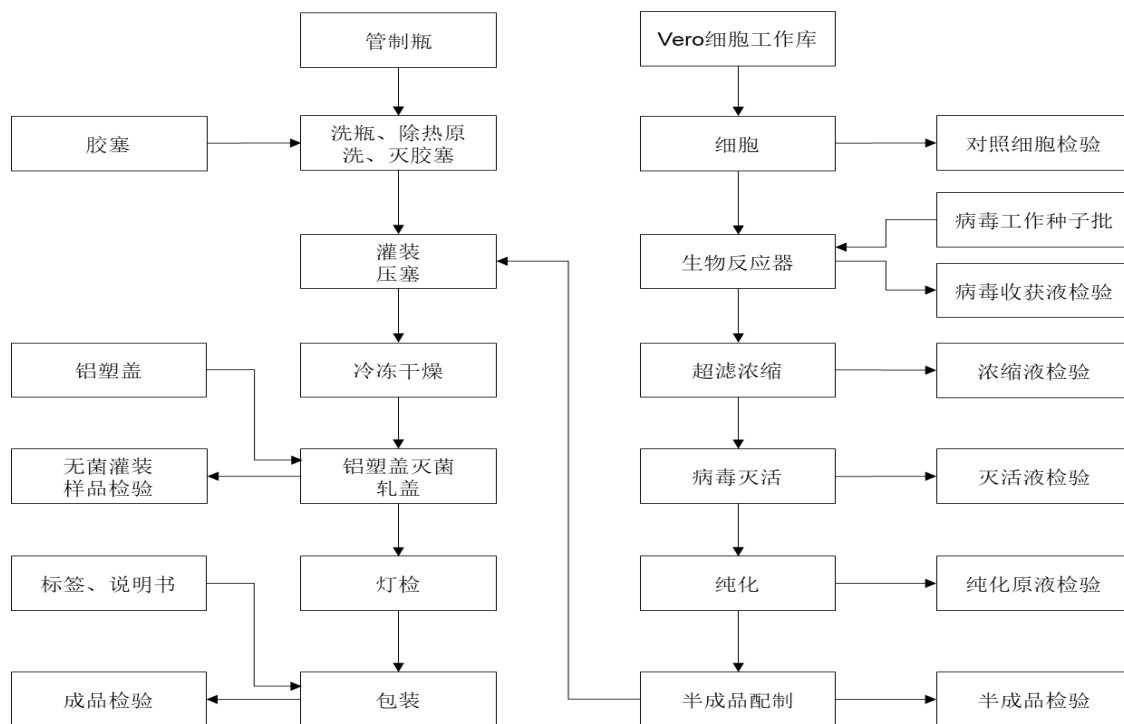 管制瓶
Vero细胞工作库
胶塞
洗瓶、除热原
洗、灭胶塞
细胞
对照细胞检验
病毒工作种子批
灌装
压塞
生物反应器
病毒收获液检验
铝塑盖
冷冻干燥
超滤浓缩
浓缩液检验
无菌灌装
样品检验
铝塑盖灭菌
轧盖
病毒灭活
灭活液检验
标签、说明书
灯检
纯化
纯化原液检验
成品检验
包装
半成品配制
半成品检验